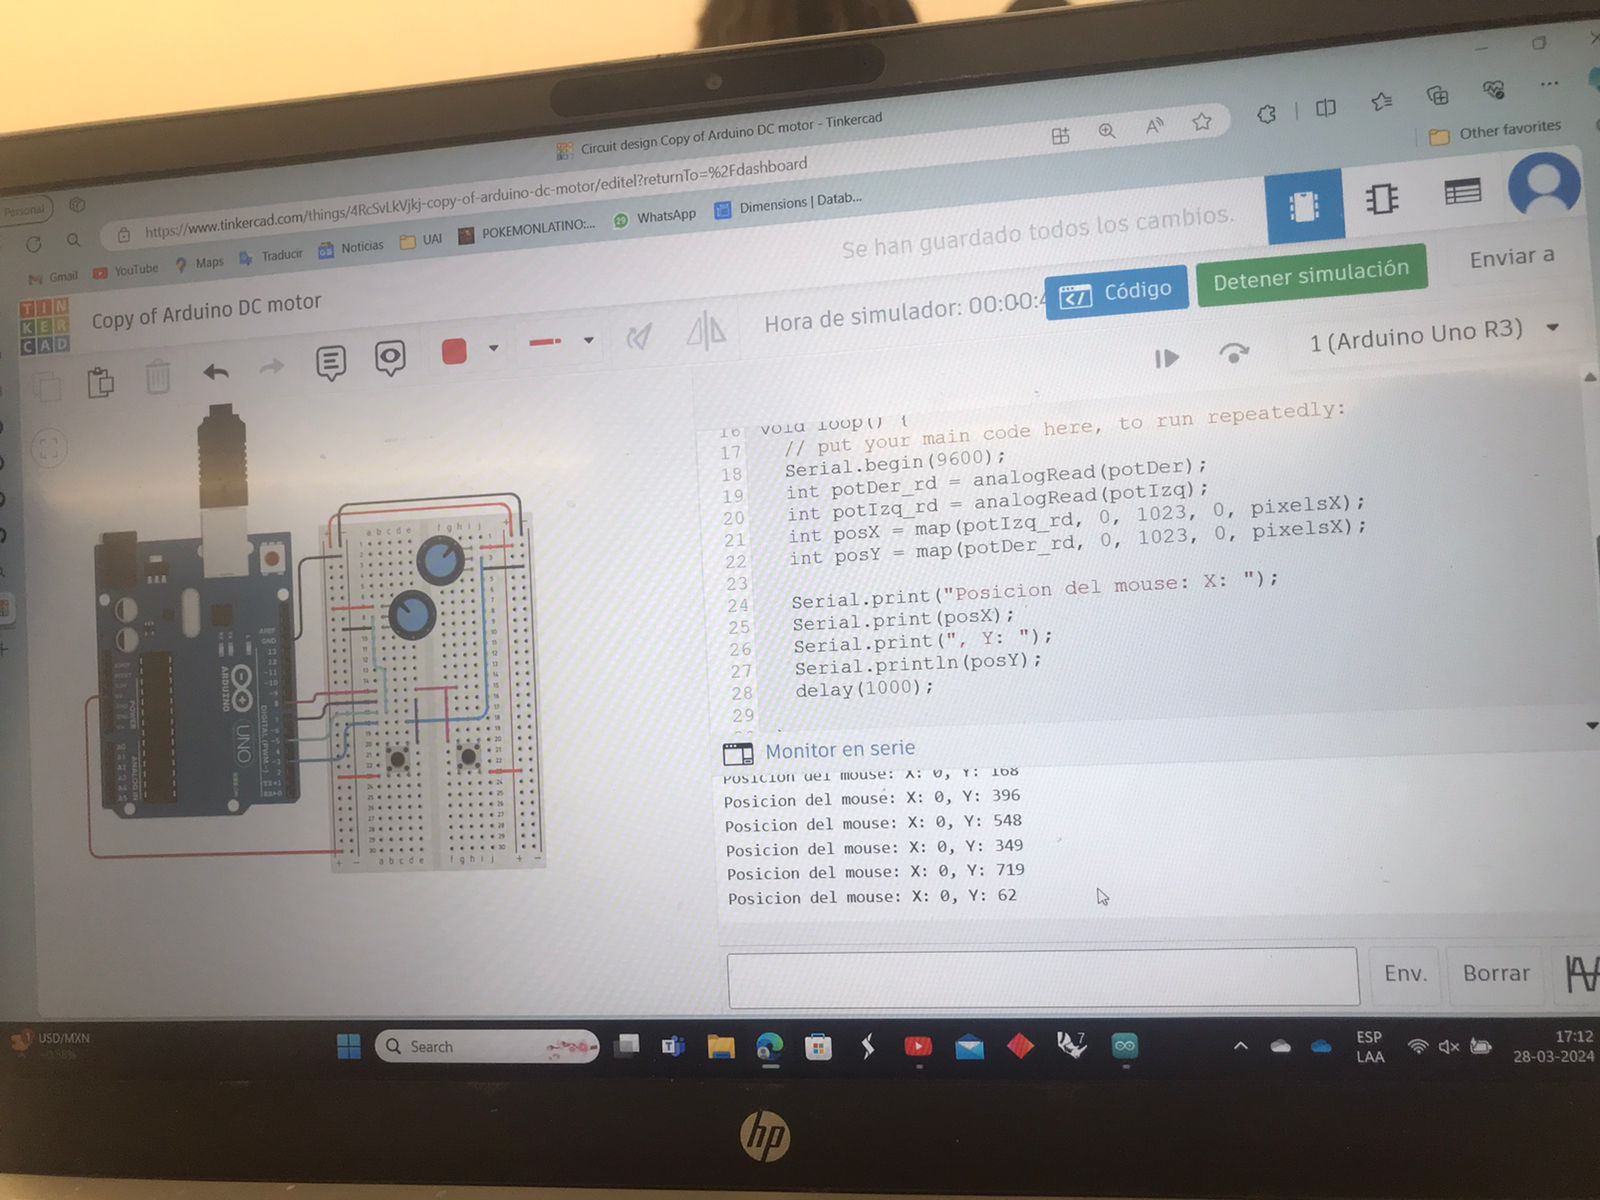 Circuit design Copy of Arduino DC motor - Tinkercad
Personal
https://www.tinkercad.com/things/4RcSvLkVjkj-copy-of-arduino-dc-motor/editel?returnTo=%2Fdashboard
Gmail YouTube Maps Traducir Noticias UAI POKEMONLATINO:... WhatsApp Dimensions | Datab... Other favorites
TINKERCAD
Copy of Arduino DC motor
Se han guardado todos los cambios.
Hora de simulador: 00:00:4
Código
Detener simulación
Enviar a
1 (Arduino Uno R3)
16 void loop() {
17 // put your main code here, to run repeatedly:
18 Serial.begin(9600);
19 int potDer_rd = analogRead(potDer);
20 int potIzq_rd = analogRead(potIzq);
21 int posX = map(potIzq_rd, 0, 1023, 0, pixelsX);
22 int posY = map(potDer_rd, 0, 1023, 0, pixelsX);
23
24 Serial.print("Posicion del mouse: X: ");
25 Serial.print(posX);
26 Serial.print(", Y: ");
27 Serial.println(posY);
28 delay(1000);
29
Monitor en serie
Posicion del mouse: X: 0, Y: 168
Posicion del mouse: X: 0, Y: 396
Posicion del mouse: X: 0, Y: 548
Posicion del mouse: X: 0, Y: 349
Posicion del mouse: X: 0, Y: 719
Posicion del mouse: X: 0, Y: 62
Env.
Borrar
ARDUINO
UNO
DIGITAL (PWM~)
POWER
ANALOG IN
AREF
GND
a b c d e f g h i j
a b c d e f g h i j
USD/MXN
Search
ESP
LAA
17:12
28-03-2024
hp